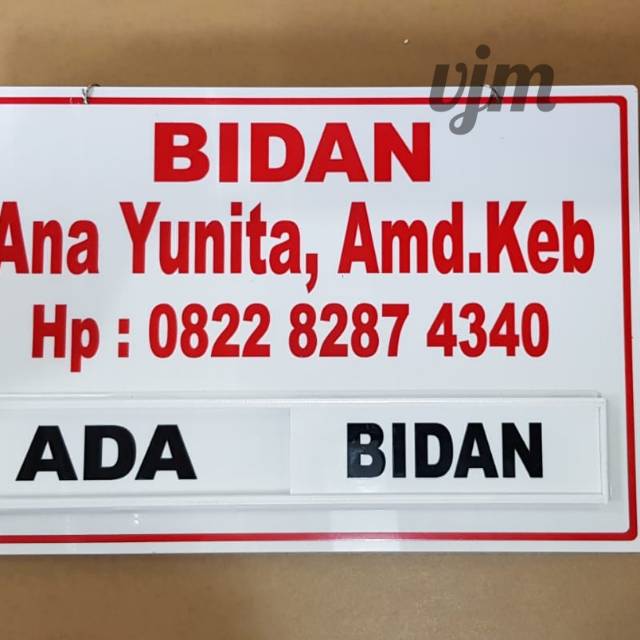 vjm
BIDAN
Ana Yunita, Amd.Keb
Hp : 0822 8287 4340
ADA BIDAN